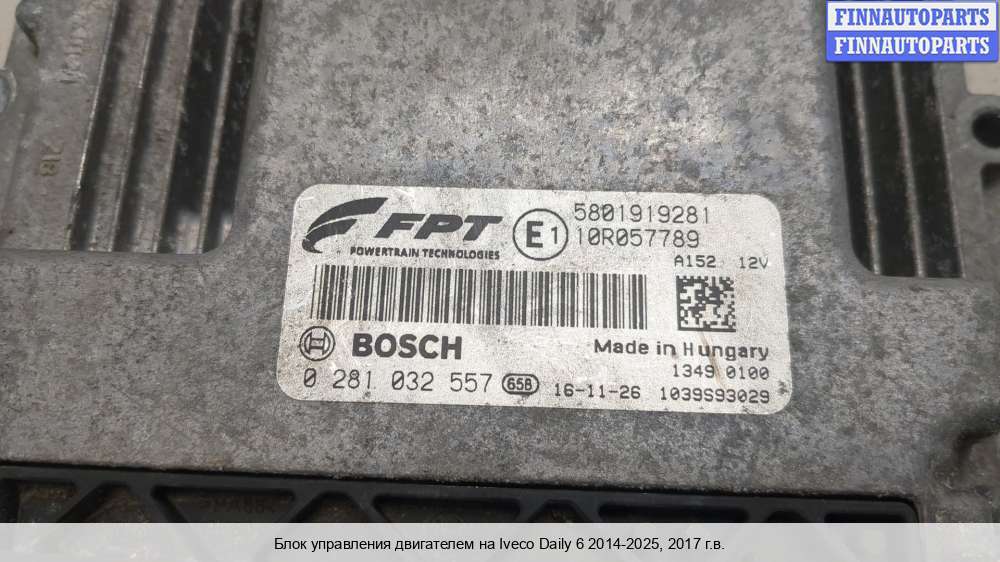 FINNAUTOPARTS
FINNAUTOPARTS
218
FPT
POWERTRAIN TECHNOLOGIES
E1
5801919281
10R057789
A152 12V
BOSCH
Made in Hungary
1349 0100
0 281 032 557 658 16-11-26 1039S93029
Блок управления двигателем на Iveco Daily 6 2014-2025, 2017 г.в.